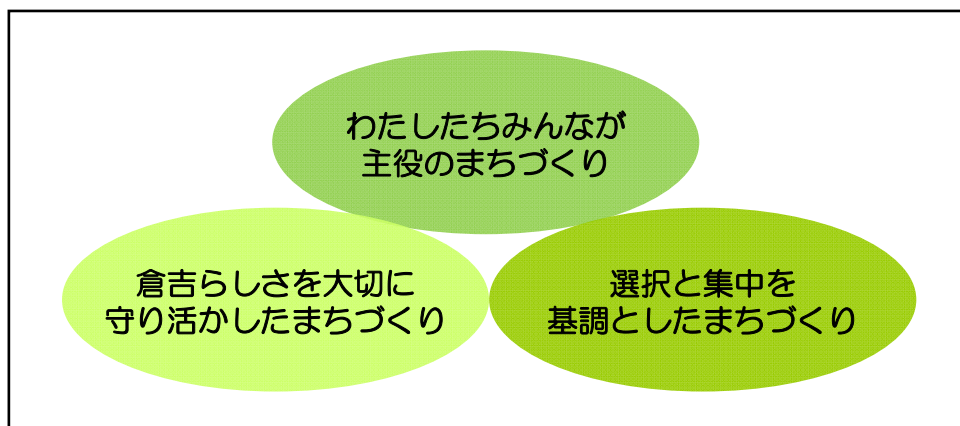 わたしたちみんなが
主役のまちづくり
倉吉らしさを大切に
守り活かしたまちづくり
選択と集中を
基調としたまちづくり